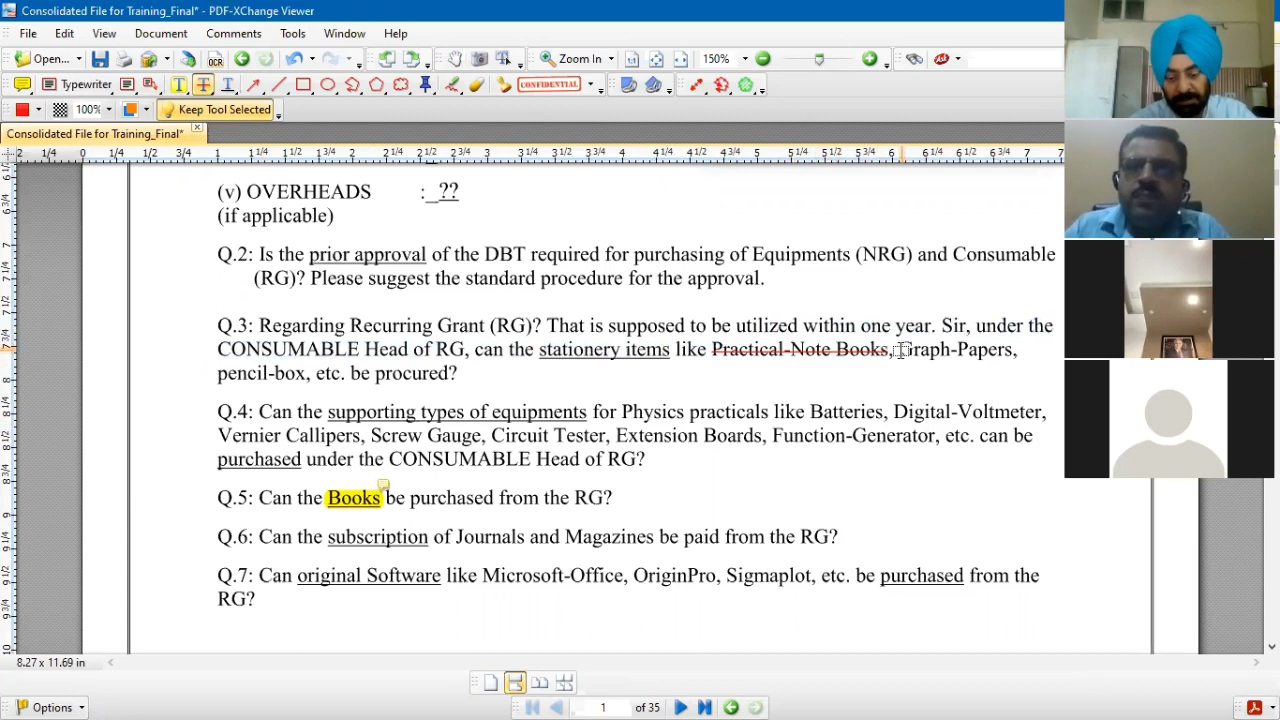 Consolidated File for Training_Final* - PDF-XChange Viewer
File Edit View Document Comments Tools Window Help
Open... OCR Zoom In 150%
Typewriter CONFIDENTIAL
100% Keep Tool Selected
Consolidated File for Training_Final*
(v) OVERHEADS : _??
(if applicable)
Q.2: Is the prior approval of the DBT required for purchasing of Equipments (NRG) and Consumable
(RG)? Please suggest the standard procedure for the approval.
Q.3: Regarding Recurring Grant (RG)? That is supposed to be utilized within one year. Sir, under the
CONSUMABLE Head of RG, can the stationery items like Practical-Note Books, Graph-Papers,
pencil-box, etc. be procured?
Q.4: Can the supporting types of equipments for Physics practicals like Batteries, Digital-Voltmeter,
Vernier Callipers, Screw Gauge, Circuit Tester, Extension Boards, Function-Generator, etc. can be
purchased under the CONSUMABLE Head of RG?
Q.5: Can the Books be purchased from the RG?
Q.6: Can the subscription of Journals and Magazines be paid from the RG?
Q.7: Can original Software like Microsoft-Office, OriginPro, Sigmaplot, etc. be purchased from the
RG?
8.27 x 11.69 in
Options 1 of 35